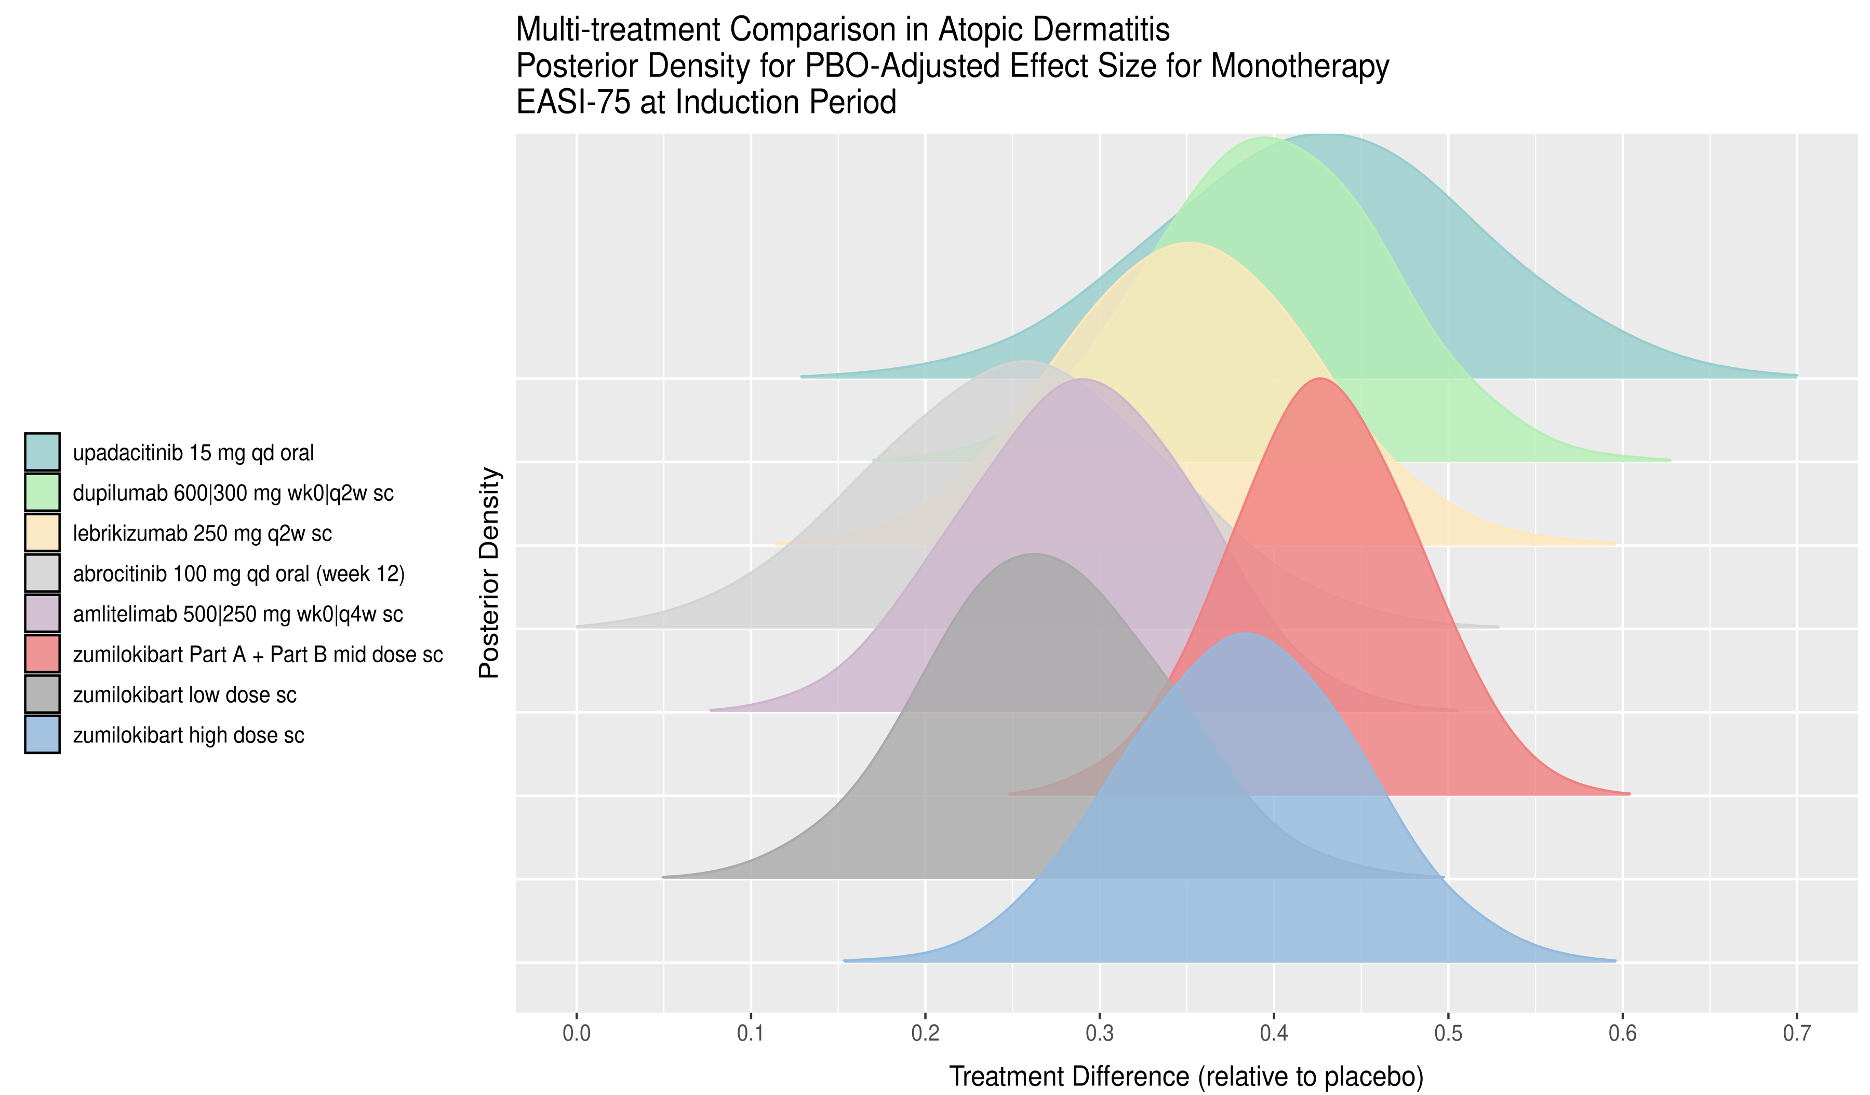 Multi-treatment Comparison in Atopic Dermatitis
Posterior Density for PBO-Adjusted Effect Size for Monotherapy
EASI-75 at Induction Period
upadacitinib 15 mg qd oral
dupilumab 600|300 mg wk0|q2w sc
lebrikizumab 250 mg q2w sc
abrocitinib 100 mg qd oral (week 12)
amlitelimab 500|250 mg wk0|q4w sc
zumilokibart Part A + Part B mid dose sc
zumilokibart low dose sc
zumilokibart high dose sc
Posterior Density
0.0 0.1 0.2 0.3 0.4 0.5 0.6 0.7
Treatment Difference (relative to placebo)